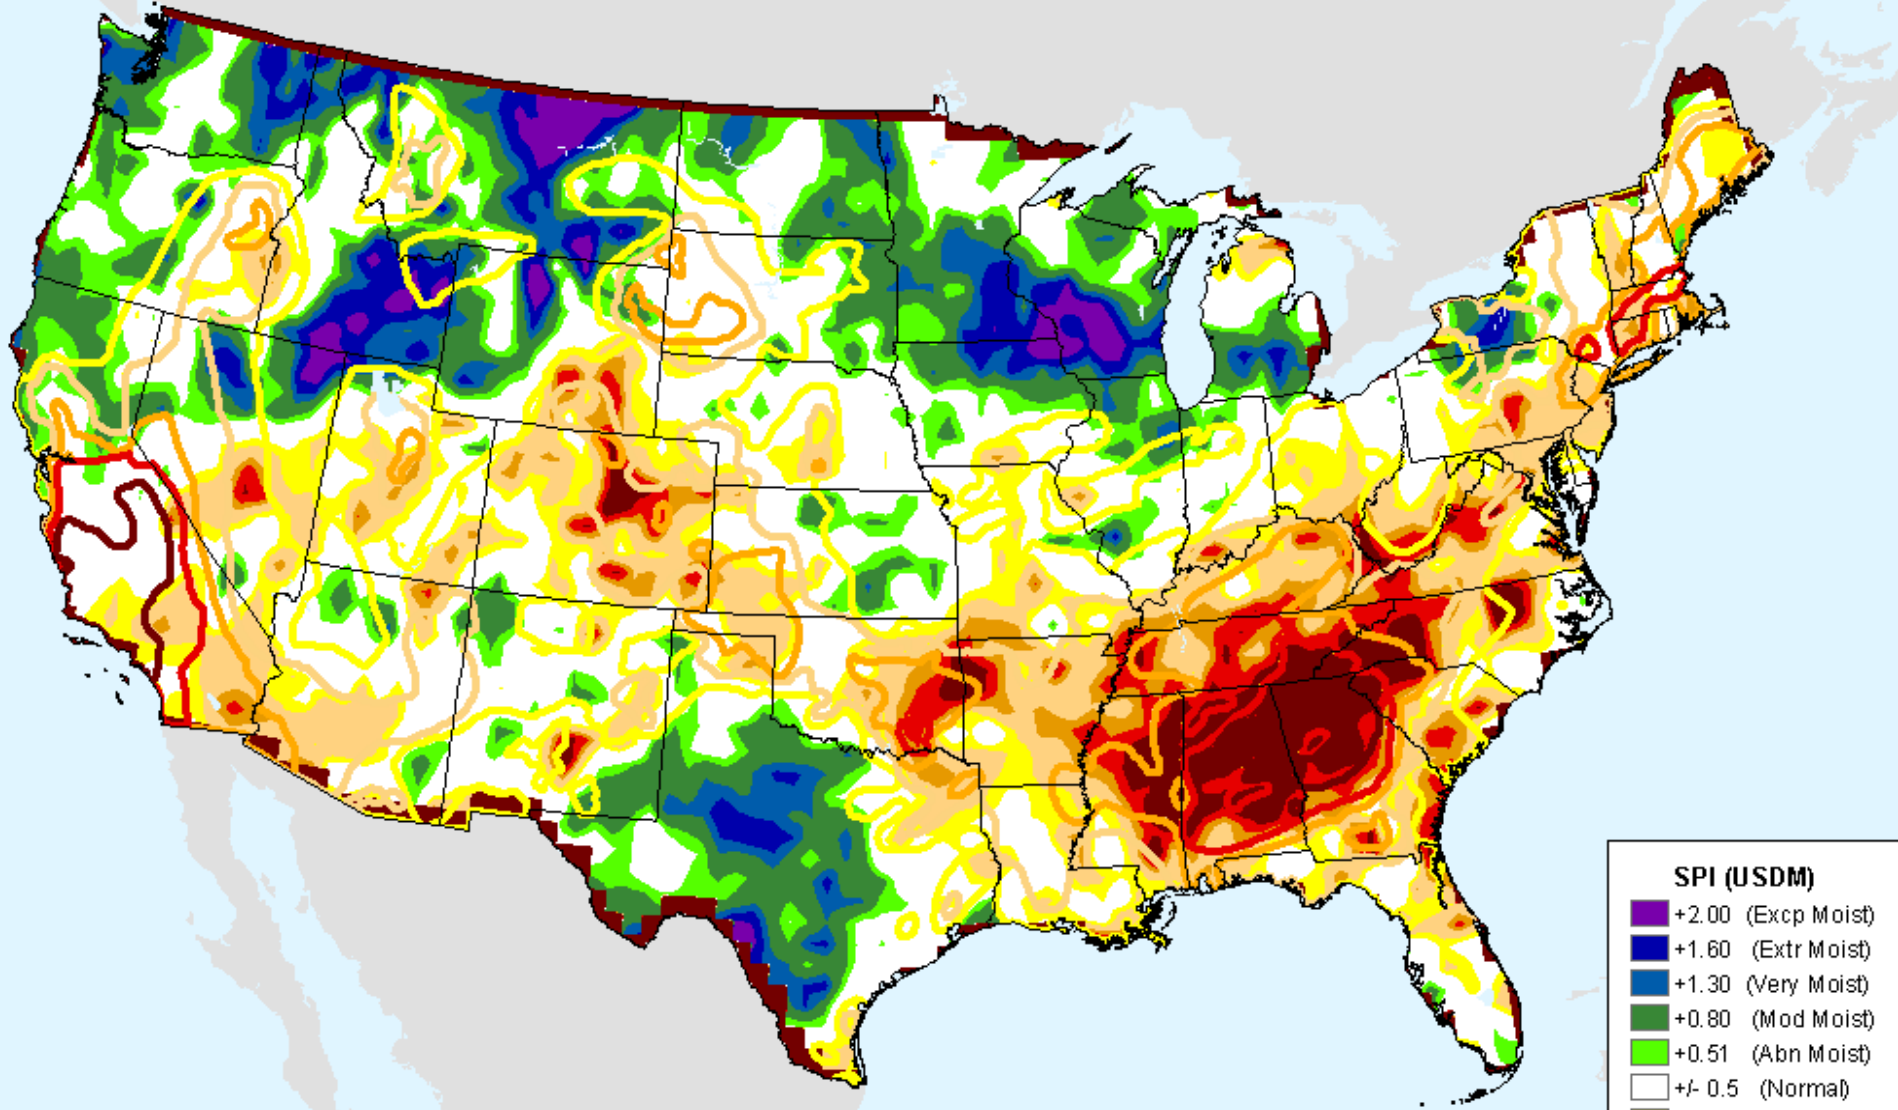 SPI (USDM)
+2.00 (Excp Moist)
+1.60 (Extr Moist)
+1.30 (Very Moist)
+0.80 (Mod Moist)
+0.51 (Abn Moist)
+/- 0.5 (Normal)